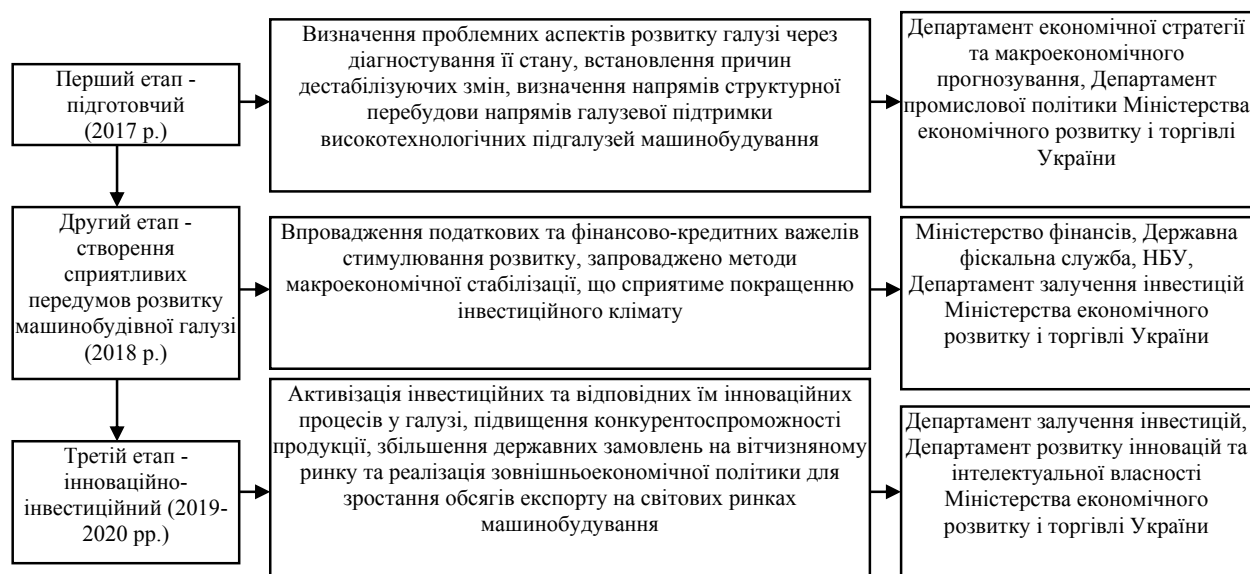 Перший етап -
підготовчий
(2017 р.)
Визначення проблемних аспектів розвитку галузі через
діагностування її стану, встановлення причин
дестабілізуючих змін, визначення напрямів структурної
перебудови напрямів галузевої підтримки
високотехнологічних підгалузей машинобудування
Департамент економічної стратегії
та макроекономічного
прогнозування, Департамент
промислової політики Міністерства
економічного розвитку і торгівлі
України
Другий етап -
створення
сприятливих
передумов розвитку
машинобудівної галузі
(2018 р.)
Впровадження податкових та фінансово-кредитних важелів
стимулювання розвитку, запроваджено методи
макроекономічної стабілізації, що сприятиме покращенню
інвестиційного клімату
Міністерство фінансів, Державна
фіскальна служба, НБУ,
Департамент залучення інвестицій
Міністерства економічного
розвитку і торгівлі України
Третій етап -
інноваційно-
інвестиційний (2019-
2020 рр.)
Активізація інвестиційних та відповідних їм інноваційних
процесів у галузі, підвищення конкурентоспроможності
продукції, збільшення державних замовлень на вітчизняному
ринку та реалізація зовнішньоекономічної політики для
зростання обсягів експорту на світових ринках
машинобудування
Департамент залучення інвестицій,
Департамент розвитку інновацій та
інтелектуальної власності
Міністерства економічного
розвитку і торгівлі України